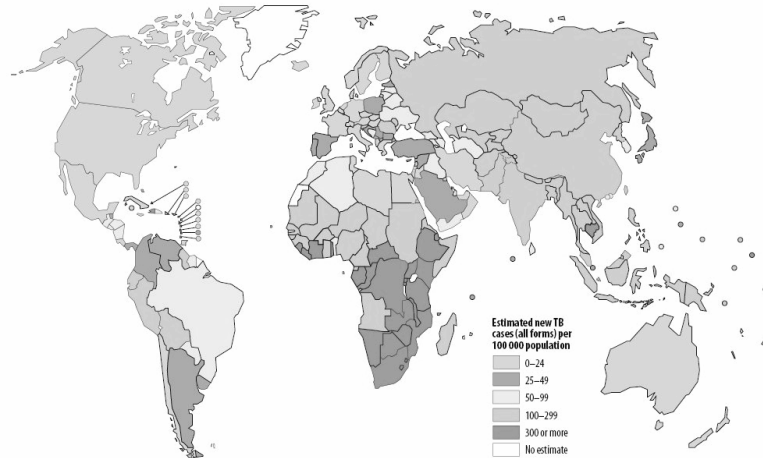 Estimated new TB
cases (all forms) per
100 000 population
0–24
25–49
50–99
100–299
300 or more
No estimate